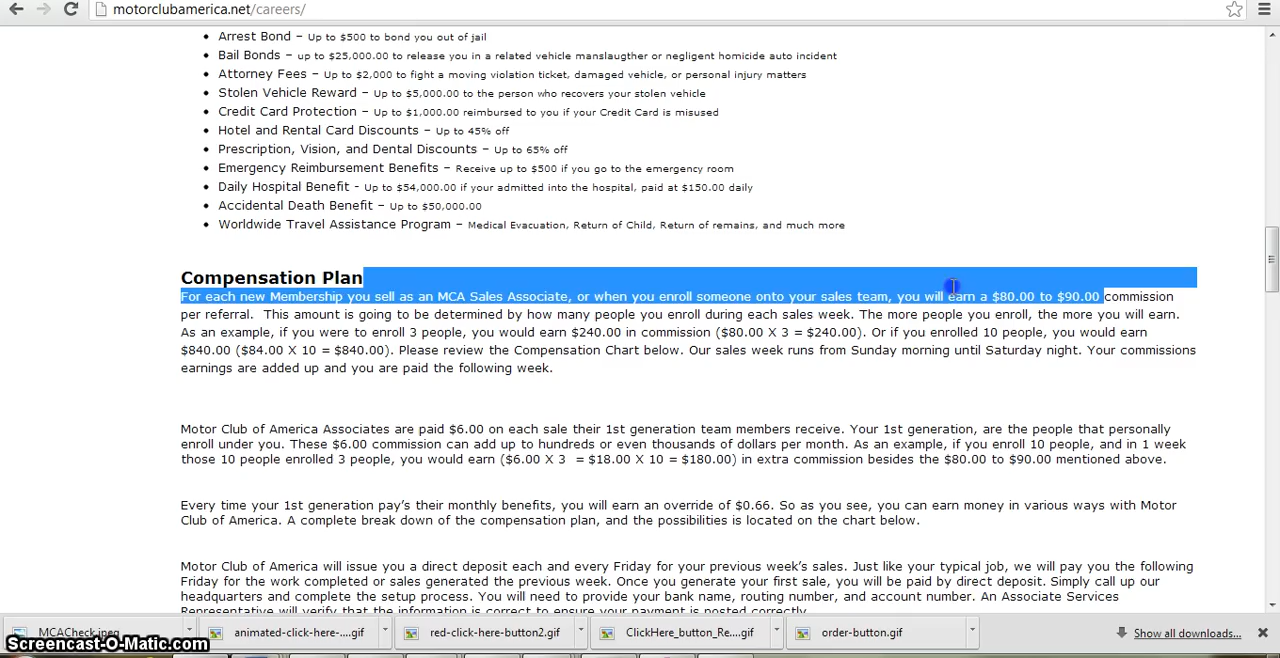 motorclubamerica.net/careers/
Arrest Bond – Up to $500 to bond you out of jail
Bail Bonds – up to $25,000.00 to release you in a related vehicle manslaugther or negligent homicide auto incident
Attorney Fees – Up to $2,000 to fight a moving violation ticket, damaged vehicle, or personal injury matters
Stolen Vehicle Reward – Up to $5,000.00 to the person who recovers your stolen vehicle
Credit Card Protection – Up to $1,000.00 reimbursed to you if your Credit Card is misused
Hotel and Rental Card Discounts – Up to 45% off
Prescription, Vision, and Dental Discounts – Up to 65% off
Emergency Reimbursement Benefits – Receive up to $500 if you go to the emergency room
Daily Hospital Benefit - Up to $54,000.00 if your admitted into the hospital, paid at $150.00 daily
Accidental Death Benefit – Up to $50,000.00
Worldwide Travel Assistance Program – Medical Evacuation, Return of Child, Return of remains, and much more
Compensation Plan
For each new Membership you sell as an MCA Sales Associate, or when you enroll someone onto your sales team, you will earn a $80.00 to $90.00 commission
per referral. This amount is going to be determined by how many people you enroll during each sales week. The more people you enroll, the more you will earn.
As an example, if you were to enroll 3 people, you would earn $240.00 in commission ($80.00 X 3 = $240.00). Or if you enrolled 10 people, you would earn
$840.00 ($84.00 X 10 = $840.00). Please review the Compensation Chart below. Our sales week runs from Sunday morning until Saturday night. Your commissions
earnings are added up and you are paid the following week.
Motor Club of America Associates are paid $6.00 on each sale their 1st generation team members receive. Your 1st generation, are the people that personally
enroll under you. These $6.00 commission can add up to hundreds or even thousands of dollars per month. As an example, if you enroll 10 people, and in 1 week
those 10 people enrolled 3 people, you would earn ($6.00 X 3 = $18.00 X 10 = $180.00) in extra commission besides the $80.00 to $90.00 mentioned above.
Every time your 1st generation pay's their monthly benefits, you will earn an override of $0.66. So as you see, you can earn money in various ways with Motor
Club of America. A complete break down of the compensation plan, and the possibilities is located on the chart below.
Motor Club of America will issue you a direct deposit each and every Friday for your previous week's sales. Just like your typical job, we will pay you the following
Friday for the work completed or sales generated the previous week. Once you generate your first sale, you will be paid by direct deposit. Simply call up our
headquarters and complete the setup process. You will need to provide your bank name, routing number, and account number. An Associate Services
Representative will verify that the information is correct to ensure your payment is posted correctly.
MCACheck.jpeg animated-click-here-....gif red-click-here-button2.gif ClickHere_button_Re....gif order-button.gif Show all downloads...
Screencast-O-Matic.com